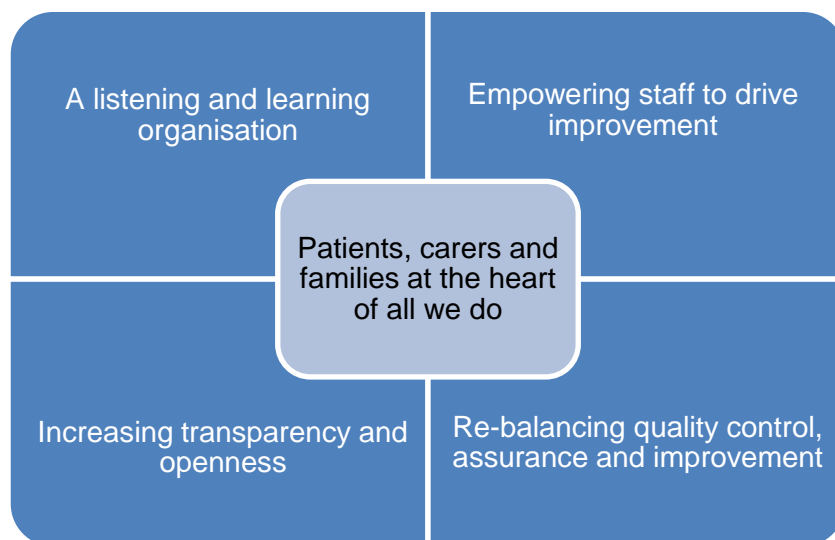 A listening and learning
organisation
Empowering staff to drive
improvement
Patients, carers and
families at the heart
of all we do
Increasing transparency and
openness
Re-balancing quality control,
assurance and improvement